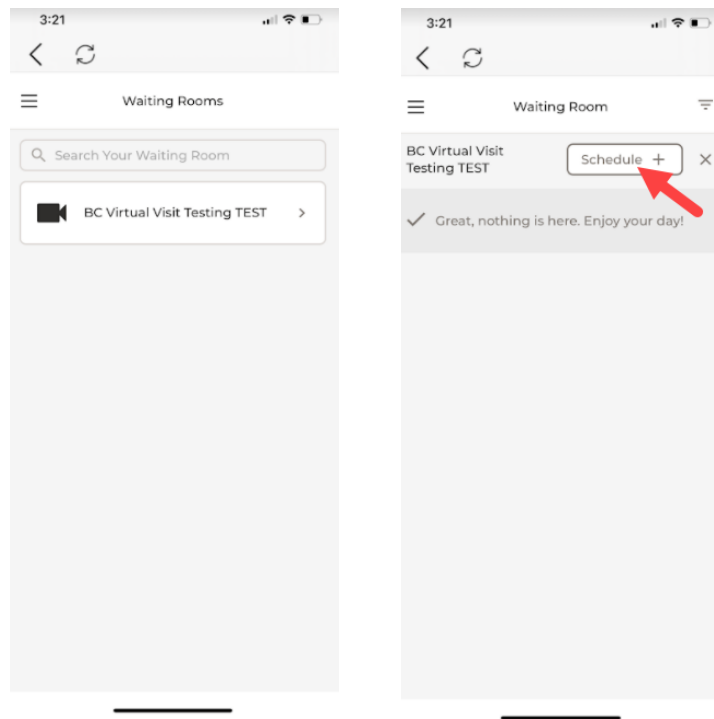 3:21
Waiting Rooms
Search Your Waiting Room
BC Virtual Visit Testing TEST
3:21
Waiting Room
BC Virtual Visit
Testing TEST
Schedule +
Great, nothing is here. Enjoy your day!